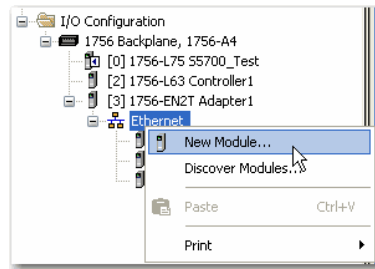 I/O Configuration
1756 Backplane, 1756-A4
[0] 1756-L75 S5700_Test
[2] 1756-L63 Controller1
[3] 1756-EN2T Adapter1
Ethernet
New Module...
Discover Modules...
Paste Ctrl+V
Print